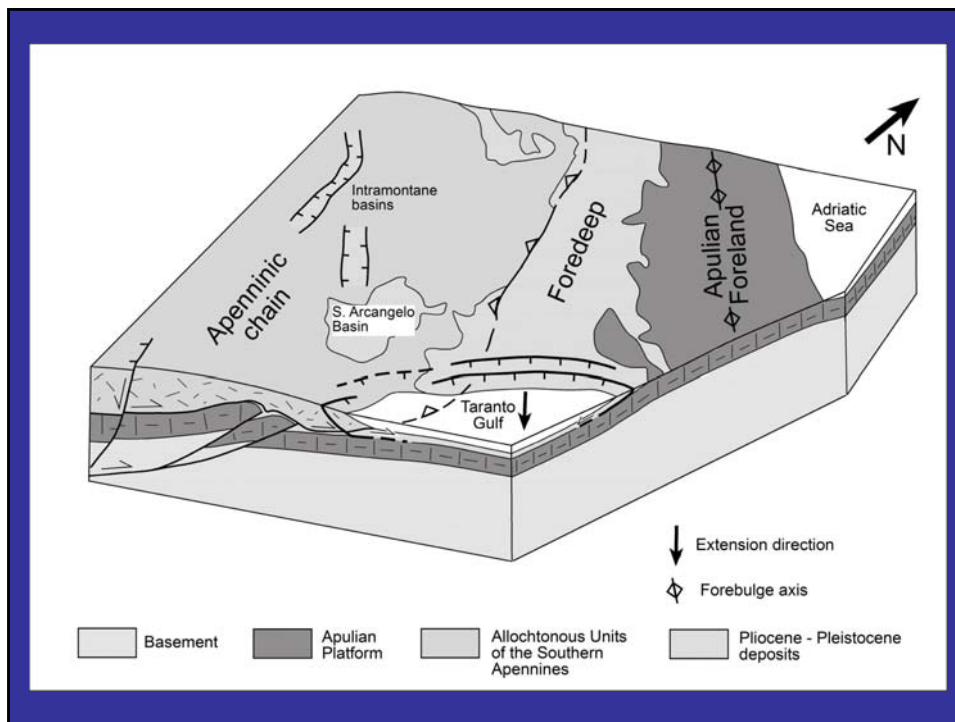 N
Intramontane
basins
Apenninic
chain
S. Arcangelo
Basin
Foredeep
Apulian
Foreland
Adriatic
Sea
Taranto
Gulf
Extension direction
Forebulge axis
Basement
Apulian
Platform
Allochtonous Units
of the Southern
Apennines
Pliocene - Pleistocene
deposits